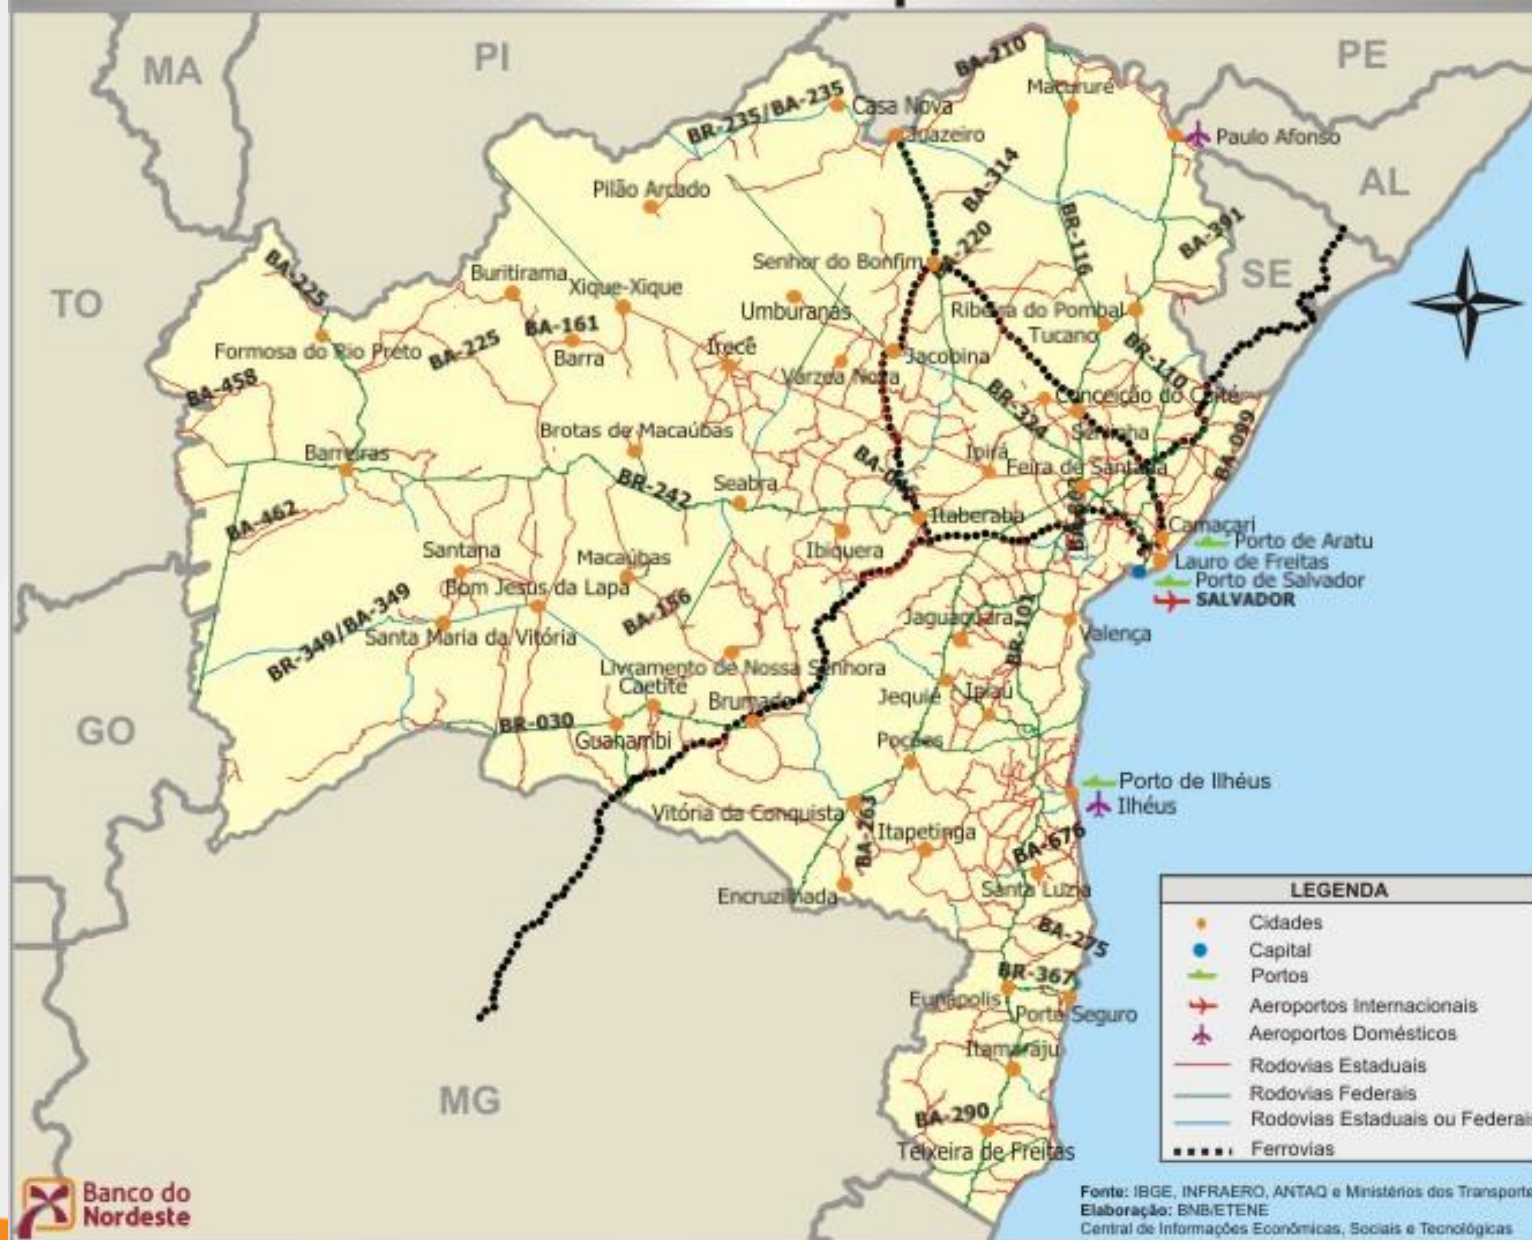 MA
PI
PE
BA-210
Macururé
BR-235/BA-235
Casa Nova
Juazeiro
Paulo Afonso
BA-314
Pilão Arcado
AL
BR-116
BA-391
BA-220
Senhor do Bonfim
BA-225
Buritirama
Xique-Xique
SE
TO
Umburanas
Ribeira do Pombal
BA-161
Tucano
Formosa do Rio Preto
BA-225
Barra
Irecê
Jacobina
BR-110
Várzea Nova
BA-458
BR-324
Conceição do Coité
Brotas de Macaúbas
Serrinha
BA-099
Barreiras
Ipirá
Feira de Santana
BR-242
Seabra
BA-462
Itaberaba
Camaçari
Santana
Macaúbas
Ibiquera
Porto de Aratu
Lauro de Freitas
Bom Jesus da Lapa
Porto de Salvador
BA-156
SALVADOR
BR-349/BA-349
Santa Maria da Vitória
Jaguaquara
BR-101
Valença
Livramento de Nossa Senhora
Caetité
Brumado
Jequié
Ipiaú
GO
BR-030
Guanambi
Poções
Porto de Ilhéus
Ilhéus
Vitória da Conquista
BA-263
Itapetinga
BA-676
Encruzilhada
Santa Luzia
BA-275
BR-367
Eunápolis
Porto Seguro
Itamaraju
MG
BA-290
Teixeira de Freitas
LEGENDA
Cidades
Capital
Portos
Aeroportos Internacionais
Aeroportos Domésticos
Rodovias Estaduais
Rodovias Federais
Rodovias Estaduais ou Federais
Ferrovias
Banco do
Nordeste
Fonte: IBGE, INFRAERO, ANTAQ e Ministérios dos Transporte
Elaboração: BNB/ETENE
Central de Informações Econômicas, Sociais e Tecnológicas